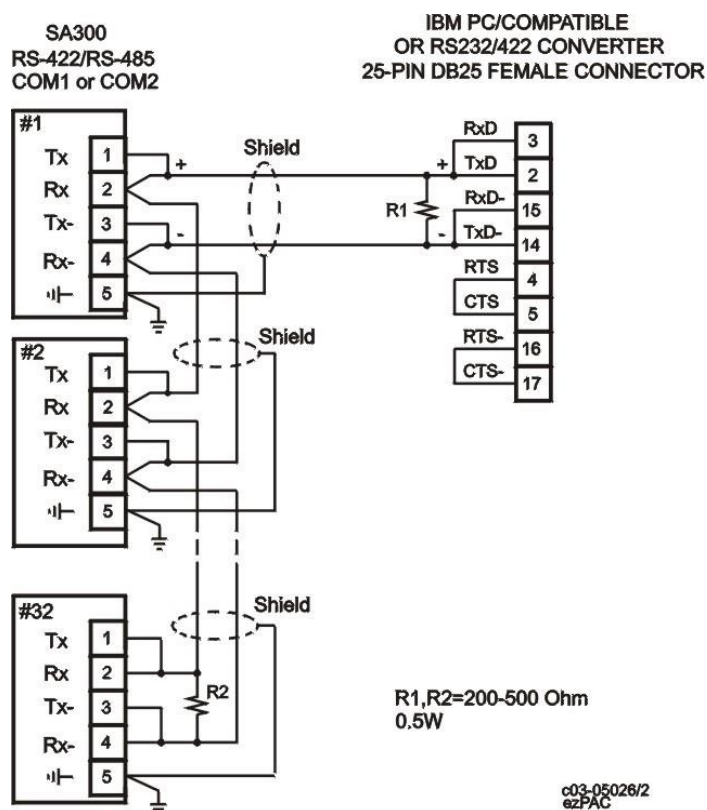 SA300
RS-422/RS-485
COM1 or COM2
IBM PC/COMPATIBLE
OR RS232/422 CONVERTER
25-PIN DB25 FEMALE CONNECTOR
#1
Tx 1
Rx 2
Tx- 3
Rx- 4
5
+
-
Shield
R1
+
-
RxD 3
TxD 2
RxD- 15
TxD- 14
RTS 4
CTS 5
RTS- 16
CTS- 17
#2
Tx 1
Rx 2
Tx- 3
Rx- 4
5
Shield
#32
Tx 1
Rx 2
Tx- 3
Rx- 4
5
Shield
R2
R1,R2=200-500 Ohm
0,5W
c03-05026/2
ezPAC